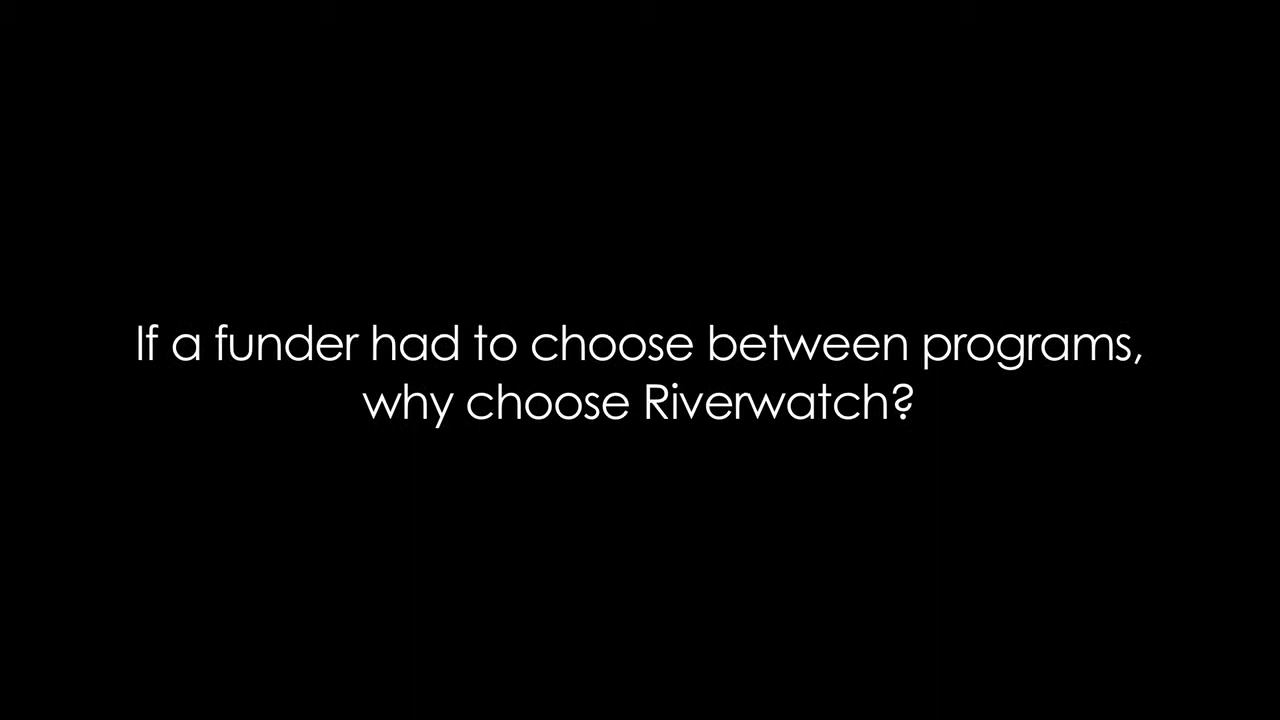 If a funder had to choose between programs,
why choose Riverwatch?